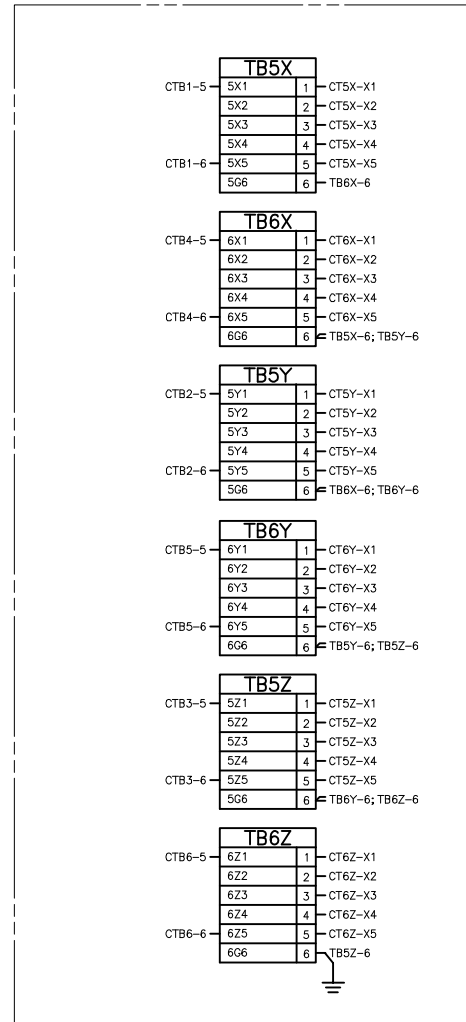 TB5X
CTB1-5 5X1 1 CT5X-X1
5X2 2 CT5X-X2
5X3 3 CT5X-X3
5X4 4 CT5X-X4
CTB1-6 5X5 5 CT5X-X5
5G6 6 TB6X-6
TB6X
CTB4-5 6X1 1 CT6X-X1
6X2 2 CT6X-X2
6X3 3 CT6X-X3
6X4 4 CT6X-X4
CTB4-6 6X5 5 CT6X-X5
6G6 6 TB5X-6; TB5Y-6
TB5Y
CTB2-5 5Y1 1 CT5Y-X1
5Y2 2 CT5Y-X2
5Y3 3 CT5Y-X3
5Y4 4 CT5Y-X4
CTB2-6 5Y5 5 CT5Y-X5
5G6 6 TB6X-6; TB6Y-6
TB6Y
CTB5-5 6Y1 1 CT6Y-X1
6Y2 2 CT6Y-X2
6Y3 3 CT6Y-X3
6Y4 4 CT6Y-X4
CTB5-6 6Y5 5 CT6Y-X5
6G6 6 TB5Y-6; TB5Z-6
TB5Z
CTB3-5 5Z1 1 CT5Z-X1
5Z2 2 CT5Z-X2
5Z3 3 CT5Z-X3
5Z4 4 CT5Z-X4
CTB3-6 5Z5 5 CT5Z-X5
5G6 6 TB6Y-6; TB6Z-6
TB6Z
CTB6-5 6Z1 1 CT6Z-X1
6Z2 2 CT6Z-X2
6Z3 3 CT6Z-X3
6Z4 4 CT6Z-X4
CTB6-6 6Z5 5 CT6Z-X5
6G6 6 TB5Z-6